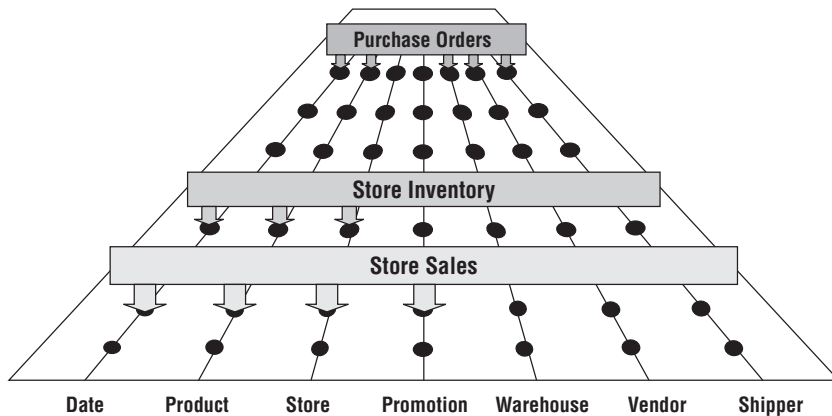 Purchase Orders
Store Inventory
Store Sales
Date Product Store Promotion Warehouse Vendor Shipper